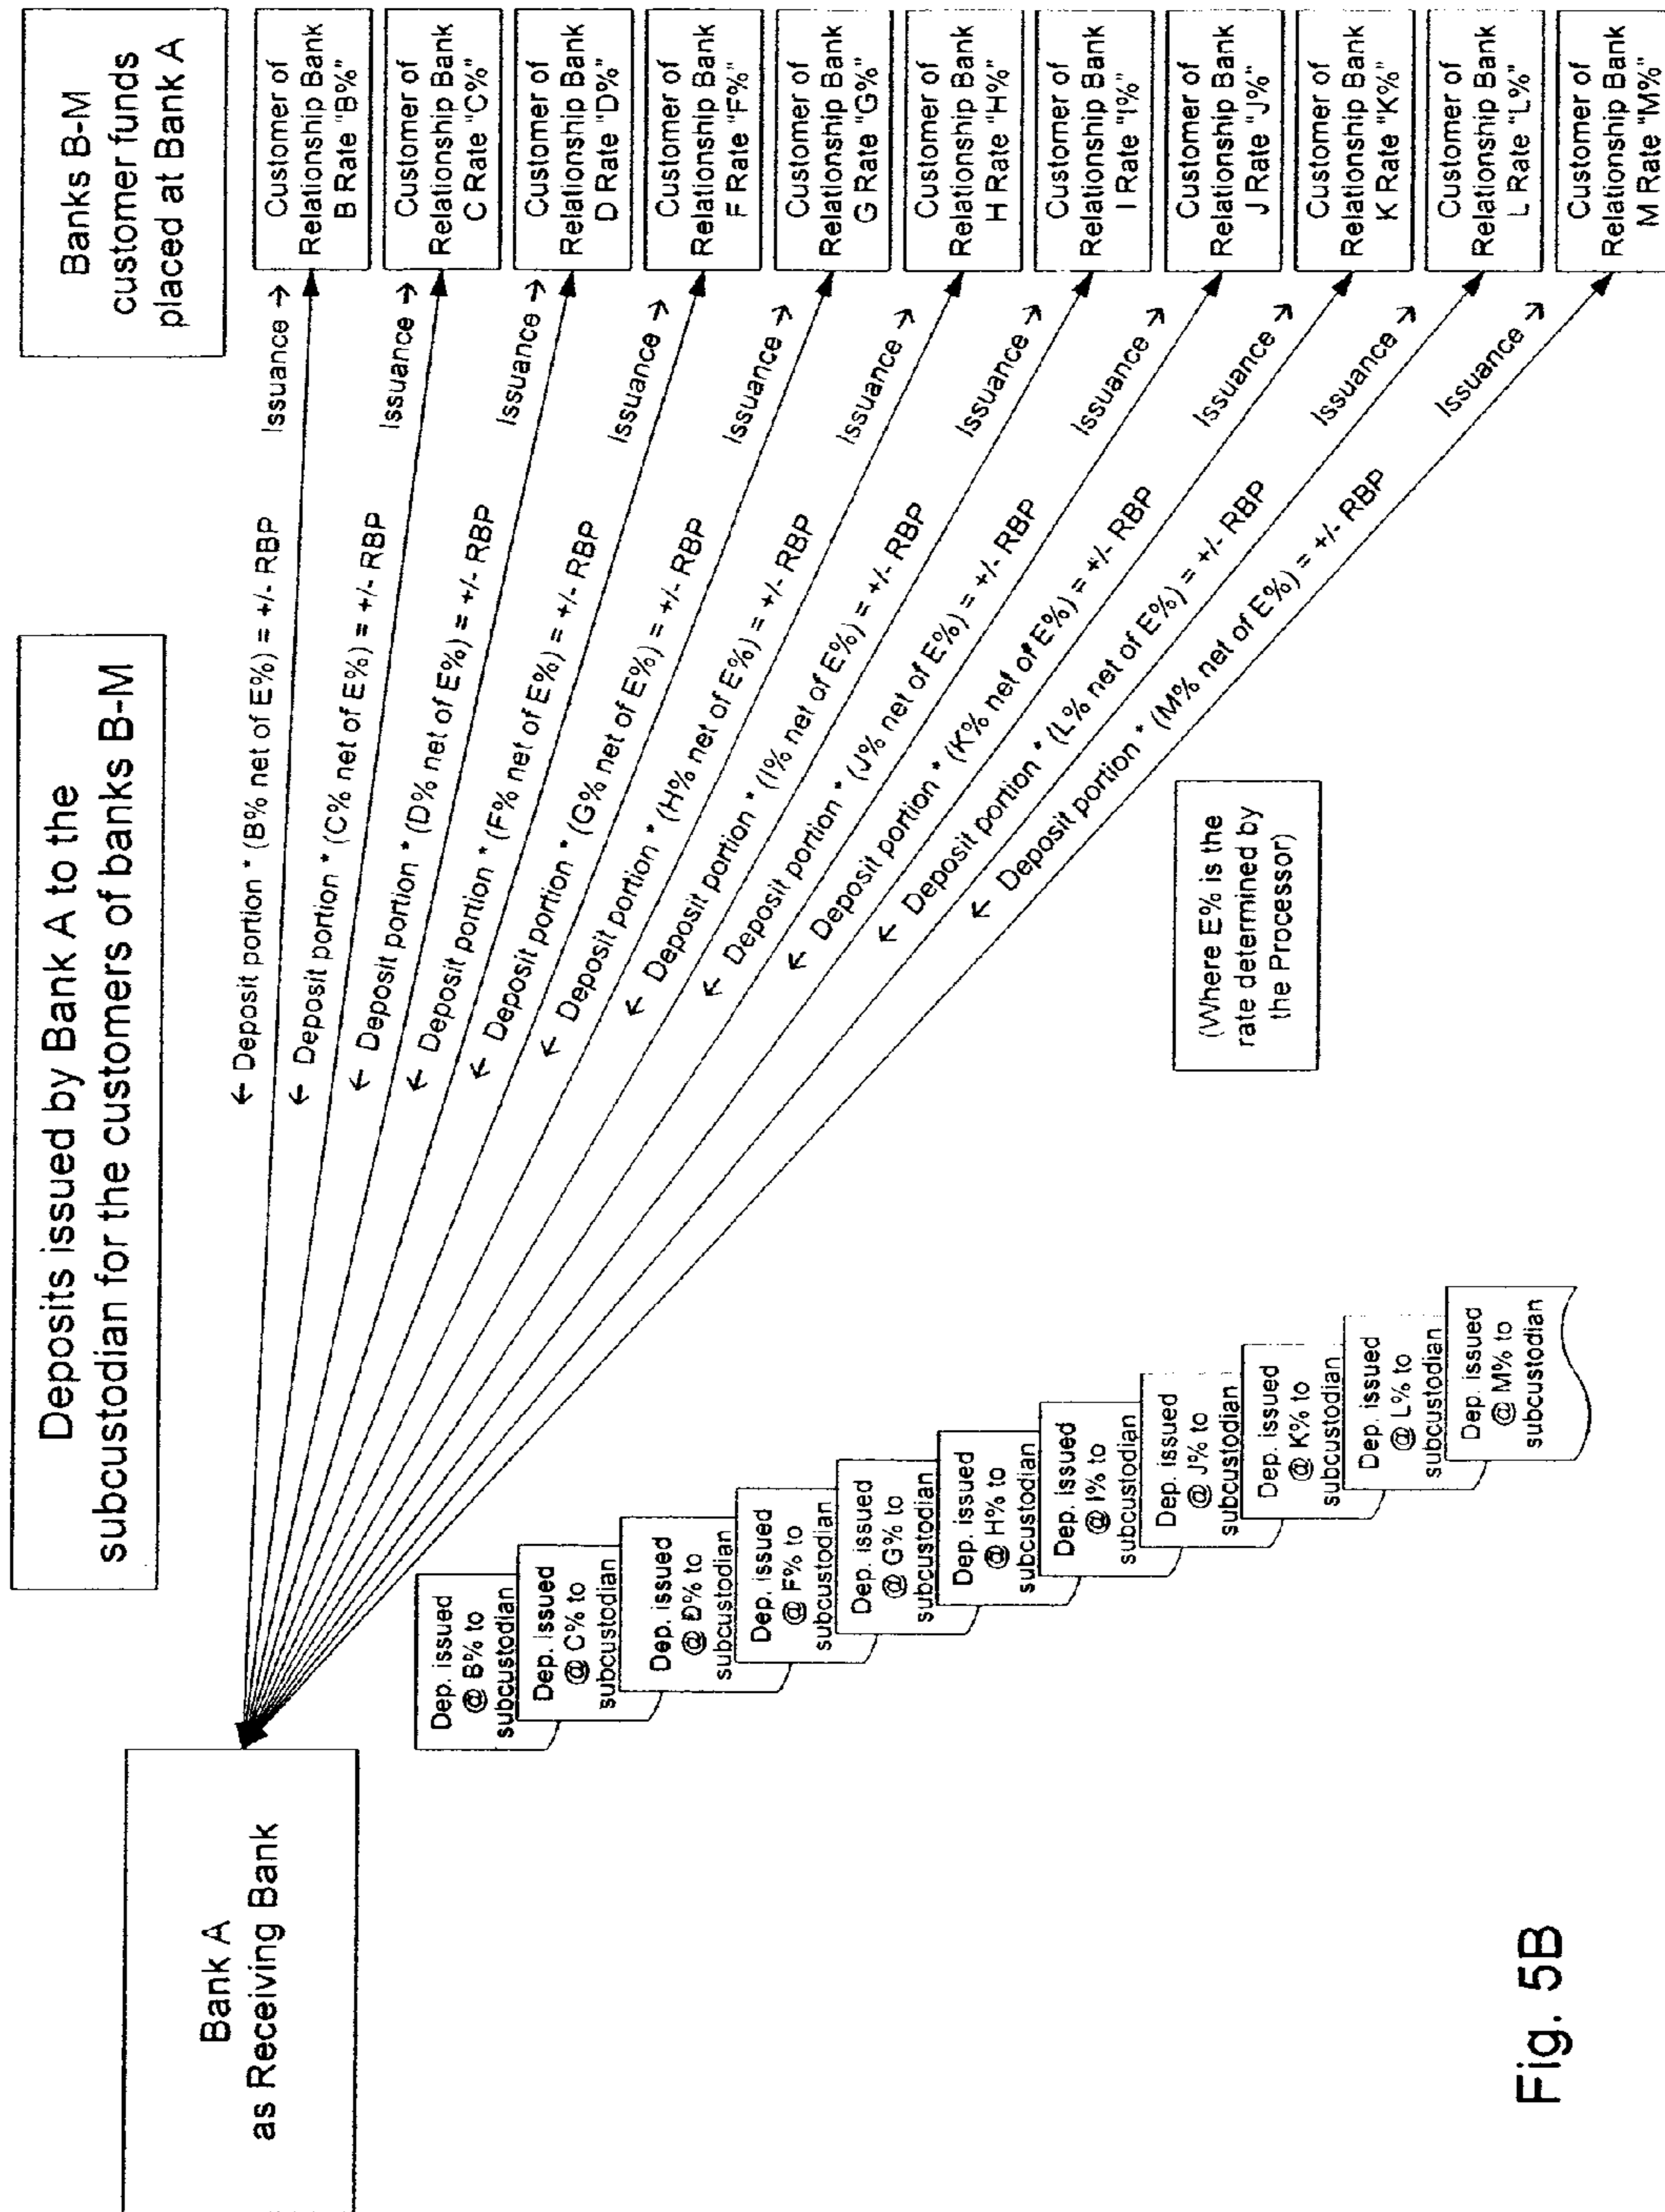 Deposits issued by Bank A to the
subcustodian for the customers of banks B-M
Banks B-M
customer funds
placed at Bank A
Bank A
as Receiving Bank
← Deposit portion * (B% net of E%) = +/- RBP
Issuance →
Customer of
Relationship Bank
B Rate "B%"
← Deposit portion * (C% net of E%) = +/- RBP
Issuance →
Customer of
Relationship Bank
C Rate "C%"
← Deposit portion * (D% net of E%) = +/- RBP
Issuance →
Customer of
Relationship Bank
D Rate "D%"
← Deposit portion * (F% net of E%) = +/- RBP
Issuance →
Customer of
Relationship Bank
F Rate "F%"
← Deposit portion * (G% net of E%) = +/- RBP
Issuance →
Customer of
Relationship Bank
G Rate "G%"
← Deposit portion * (H% net of E%) = +/- RBP
Issuance →
Customer of
Relationship Bank
H Rate "H%"
← Deposit portion * (I% net of E%) = +/- RBP
Issuance →
Customer of
Relationship Bank
I Rate "I%"
← Deposit portion * (J% net of E%) = +/- RBP
Issuance →
Customer of
Relationship Bank
J Rate "J%"
← Deposit portion * (K% net of E%) = +/- RBP
Issuance →
Customer of
Relationship Bank
K Rate "K%"
← Deposit portion * (L% net of E%) = +/- RBP
Issuance →
Customer of
Relationship Bank
L Rate "L%"
← Deposit portion * (M% net of E%) = +/- RBP
Issuance →
Customer of
Relationship Bank
M Rate "M%"
Dep. issued
@ B% to
subcustodian
Dep. issued
@ C% to
subcustodian
Dep. issued
@ D% to
subcustodian
Dep. issued
@ F% to
subcustodian
Dep. issued
@ G% to
subcustodian
Dep. issued
@ H% to
subcustodian
Dep. issued
@ I% to
subcustodian
Dep. issued
@ J% to
subcustodian
Dep. issued
@ K% to
subcustodian
Dep. issued
@ L% to
subcustodian
Dep. issued
@ M% to
subcustodian
(Where E% is the
rate determined by
the Processor)
Fig. 5B